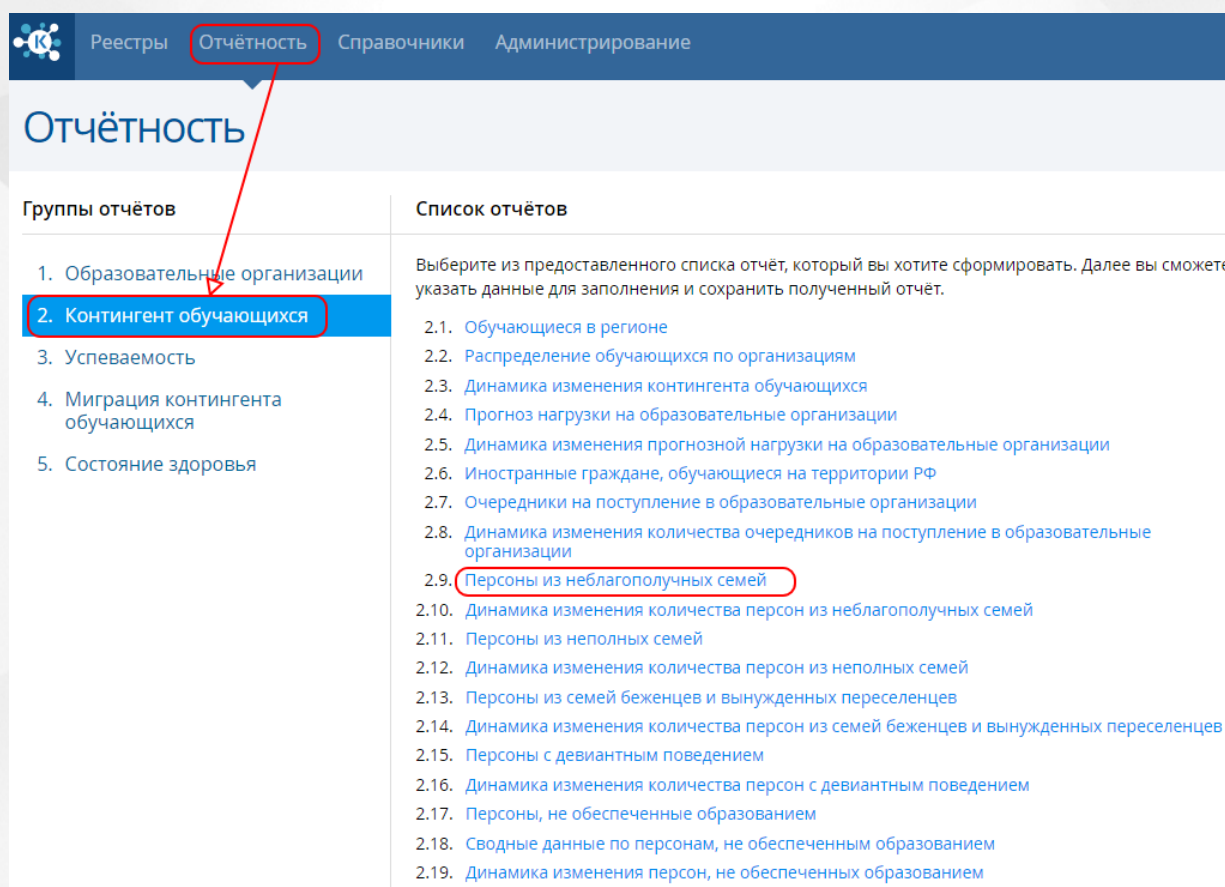 К Реестры Отчётность Справочники Администрирование
Отчётность
Группы отчётов
1. Образовательные организации
2. Контингент обучающихся
3. Успеваемость
4. Миграция контингента
обучающихся
5. Состояние здоровья
Список отчётов
Выберите из предоставленного списка отчёт, который вы хотите сформировать. Далее вы сможете
указать данные для заполнения и сохранить полученный отчёт.
2.1. Обучающиеся в регионе
2.2. Распределение обучающихся по организациям
2.3. Динамика изменения контингента обучающихся
2.4. Прогноз нагрузки на образовательные организации
2.5. Динамика изменения прогнозной нагрузки на образовательные организации
2.6. Иностранные граждане, обучающиеся на территории РФ
2.7. Очередники на поступление в образовательные организации
2.8. Динамика изменения количества очередников на поступление в образовательные
организации
2.9. Персоны из неблагополучных семей
2.10. Динамика изменения количества персон из неблагополучных семей
2.11. Персоны из неполных семей
2.12. Динамика изменения количества персон из неполных семей
2.13. Персоны из семей беженцев и вынужденных переселенцев
2.14. Динамика изменения количества персон из семей беженцев и вынужденных переселенцев
2.15. Персоны с девиантным поведением
2.16. Динамика изменения количества персон с девиантным поведением
2.17. Персоны, не обеспеченные образованием
2.18. Сводные данные по персонам, не обеспеченным образованием
2.19. Динамика изменения персон, не обеспеченных образованием